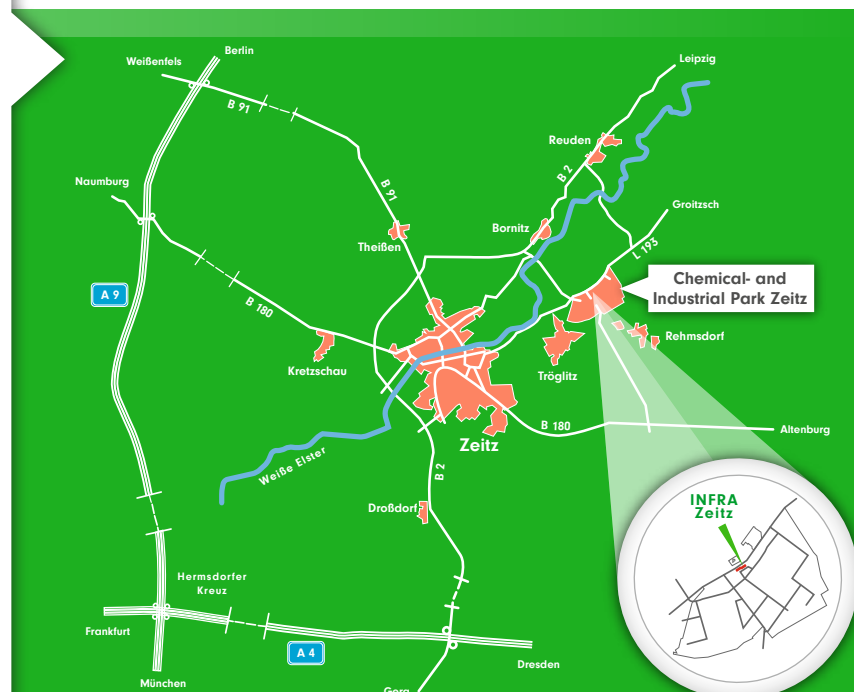 Berlin
Weißenfels
Leipzig
B 91
Reuden
B 2
Naumburg
B 91
Groitzsch
Bornitz
Theißen
L 193
Chemical- and
Industrial Park Zeitz
A 9
B 180
Rehmsdorf
Kretzschau
Tröglitz
B 180
Altenburg
Zeitz
Weiße Elster
B 2
INFRA
Zeitz
Droßdorf
Hermsdorfer
Kreuz
Frankfurt
A 4
Dresden
München
Gera